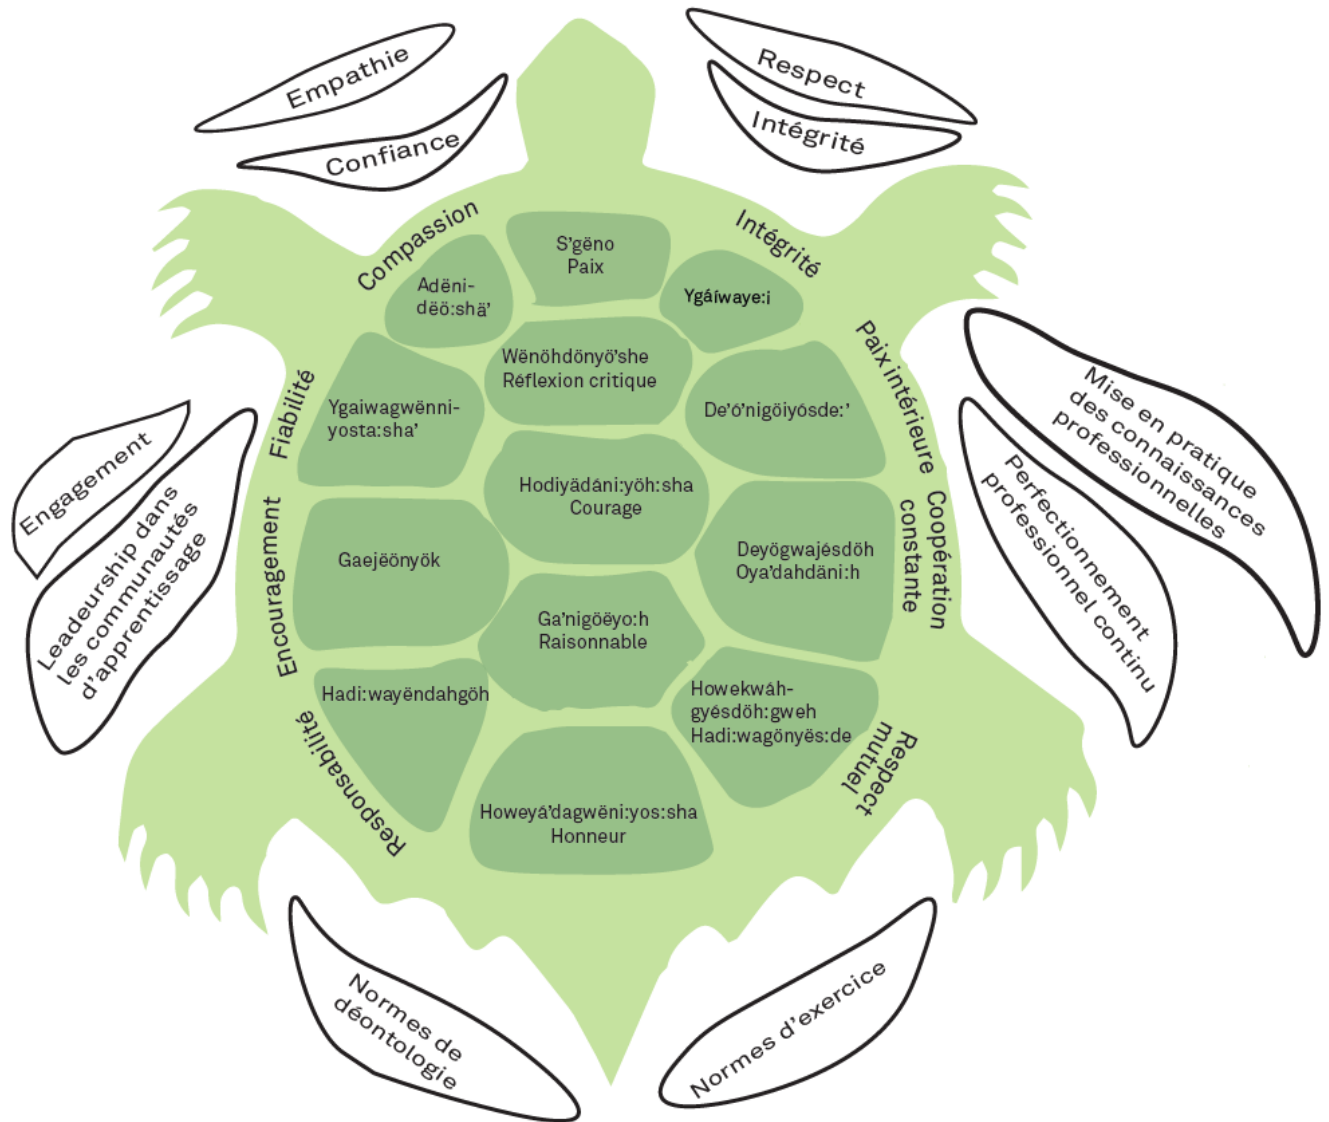 Empathie
Confiance
Respect
Intégrité
Compassion
Intégrité
S'gëno
Paix
Adëni-
dëö:shä'
Ygáíwaye:i
Wënöhdönyö'she
Réflexion critique
Fiabilité
Ygaiwagwënni-
yosta:sha'
De'ó'nigöiyósde:'
Paix intérieure
Mise en pratique
des connaissances
professionnelles
Perfectionnement
professionnel continu
Engagement
Leadeurship dans
les communautés
d'apprentissage
Hodiyädáni:yöh:sha
Courage
Encouragement
Gaejëönyök
Deyögwajésdöh
Oya'dahdäni:h
Coopération
constante
Ga'nigöëyo:h
Raisonnable
Hadi:wayëndahgöh
Howekwáh-
gyésdöh:gweh
Hadi:wagönyës:de
Responsabilité
Respect
mutuel
Howeyá'dagwëni:yos:sha
Honneur
Normes de
déontologie
Normes d'exercice